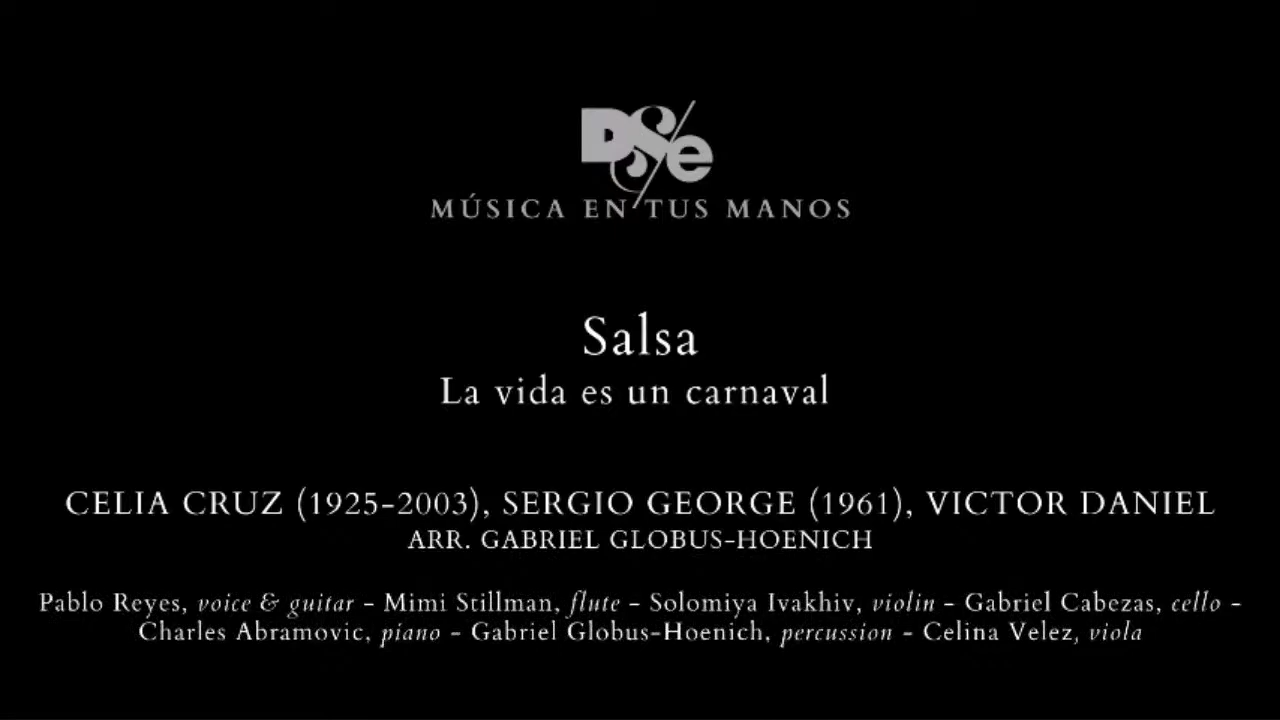 DSe
MÚSICA EN TUS MANOS
Salsa
La vida es un carnaval
CELIA CRUZ (1925-2003), SERGIO GEORGE (1961), VICTOR DANIEL
ARR. GABRIEL GLOBUS-HOENICH
Pablo Reyes, voice & guitar - Mimi Stillman, flute - Solomiya Ivakhiv, violin - Gabriel Cabezas, cello -
Charles Abramovic, piano - Gabriel Globus-Hoenich, percussion - Celina Velez, viola